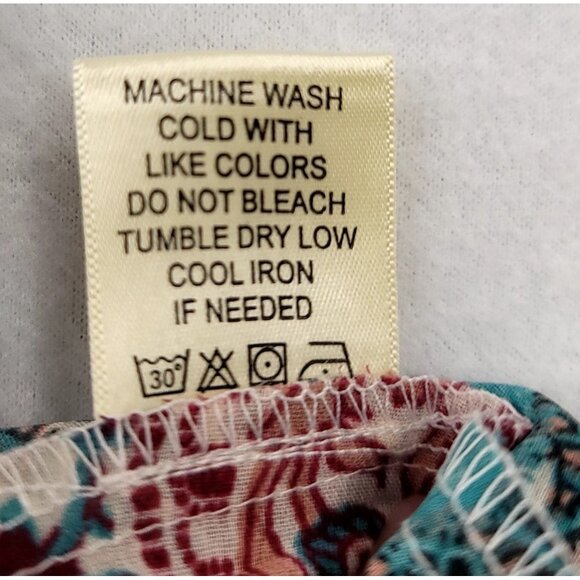 MACHINE WASH
COLD WITH
LIKE COLORS
DO NOT BLEACH
TUMBLE DRY LOW
COOL IRON
IF NEEDED
30°